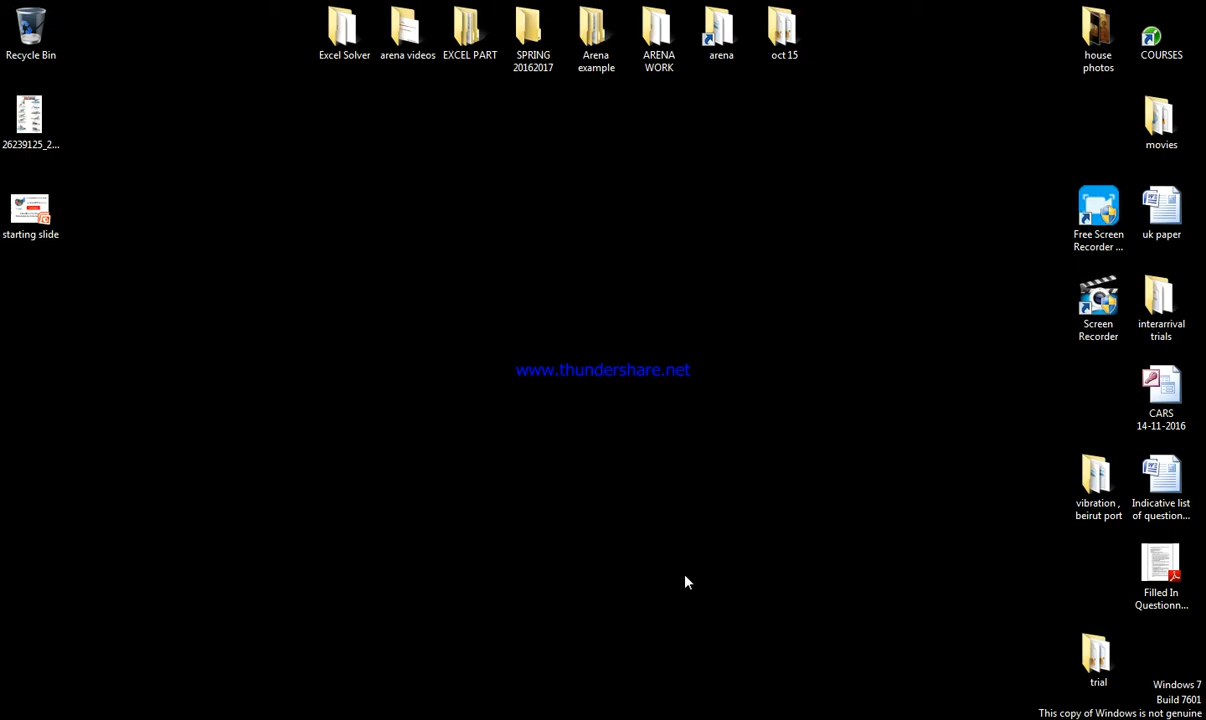 Recycle Bin
26239125_2...
starting slide
Excel Solver
arena videos
EXCEL PART
SPRING
20162017
Arena
example
ARENA
WORK
arena
oct 15
house
photos
COURSES
movies
Free Screen
Recorder ...
uk paper
Screen
Recorder
interarrival
trials
www.thundershare.net
CARS
14-11-2016
vibration ,
beirut port
Indicative list
of question...
Filled In
Questionn...
trial
Windows 7
Build 7601
This copy of Windows is not genuine